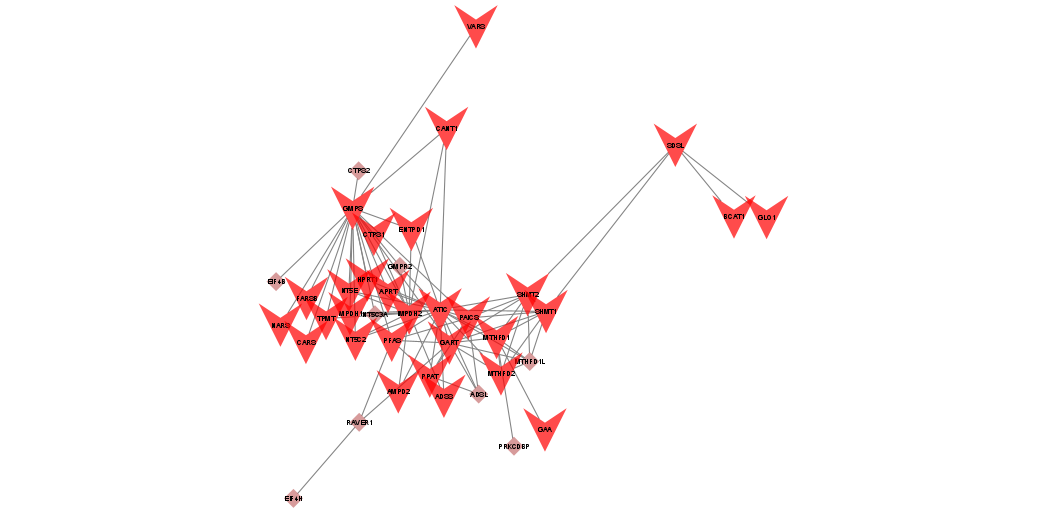 VARS
CANT1
SDSL
CTPS2
GMPS
BCAT1
GLO1
ENTPD1
CTPS1
GMPR2
HPRT1
EIF4B
NT5E
APRT
SHMT2
FARSB
ATIC
SHMT1
IMPDH1
NT5C3A
IMPDH2
PAICS
TPMT
NARS
MTHFD1
NT5C2
PFAS
CARS
GART
MTHFD1L
MTHFD2
PPAT
AMPD2
ADSL
ADSS
RAVER1
GAA
PRKCDBP
EIF4H